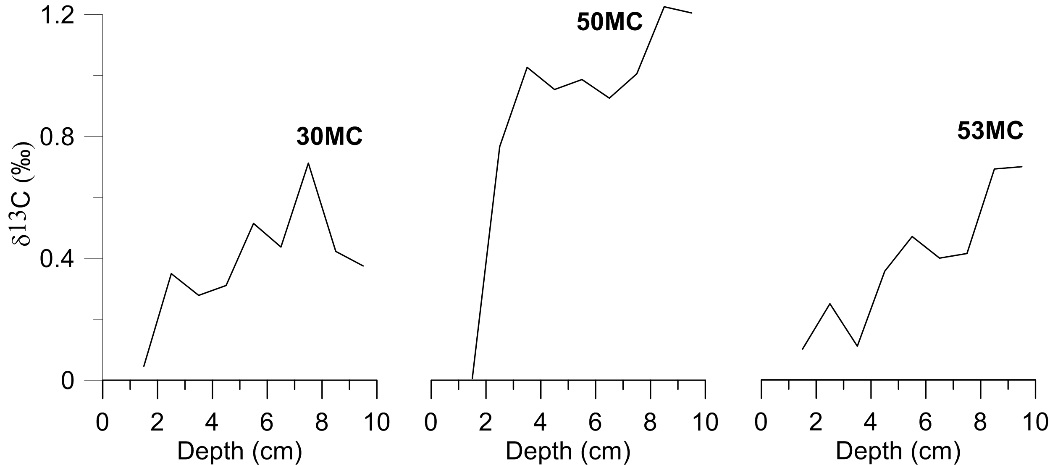 1.2
0.8
0.4
0
δ13C (‰)
30MC
50MC
53MC
0 2 4 6 8 10
0 2 4 6 8 10
0 2 4 6 8 10
Depth (cm)
Depth (cm)
Depth (cm)